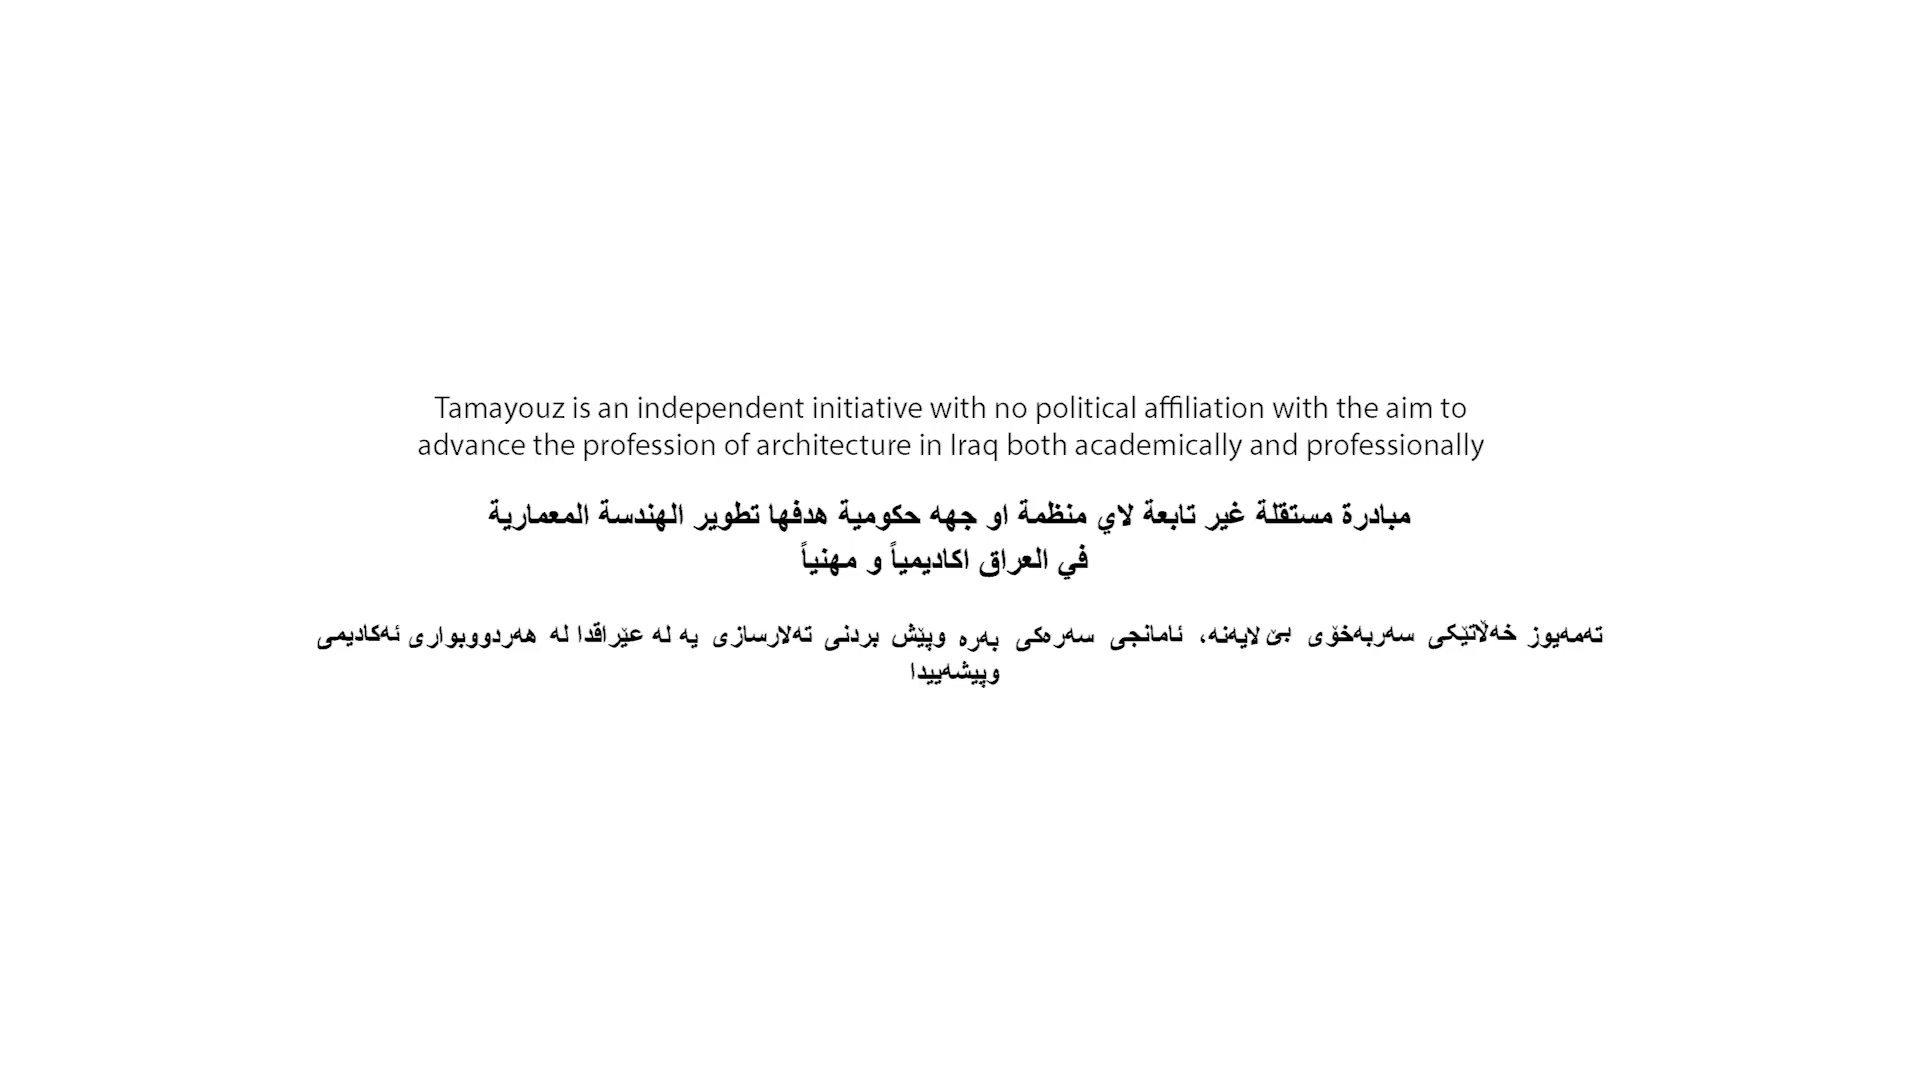 Tamayouz is an independent initiative with no political affiliation with the aim to
advance the profession of architecture in Iraq both academically and professionally
مبادرة مستقلة غير تابعة لاي منظمة او جهه حكومية هدفها تطوير الهندسة المعمارية
في العراق اكاديمياً و مهنياً
تەمەیوز خەڵاتێکی سەربەخۆی بێ لایەنە، ئامانجی سەرەکی بەرە وپێش بردنی تەلارسازی یە لە عێراقدا لە هەردووبواری ئەکادیمی
وپیشەییدا